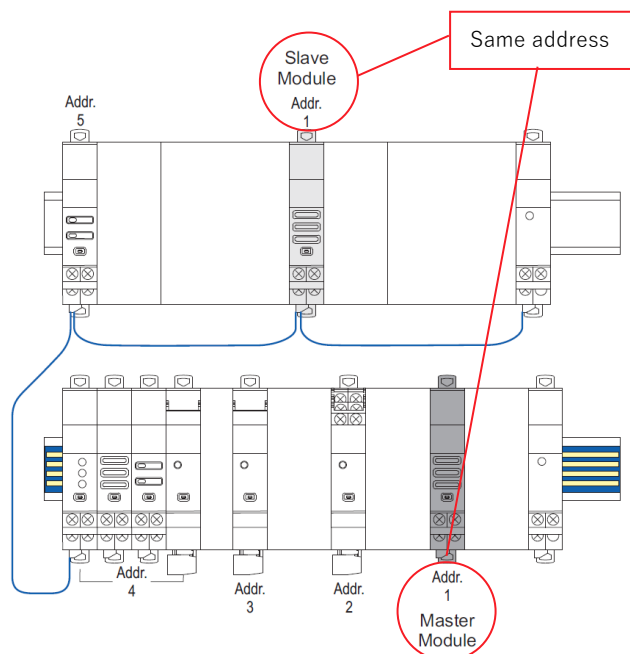 Same address
Slave
Module
Addr.
5
Addr.
1
Addr.
4
Addr.
3
Addr.
2
Addr.
1
Master
Module